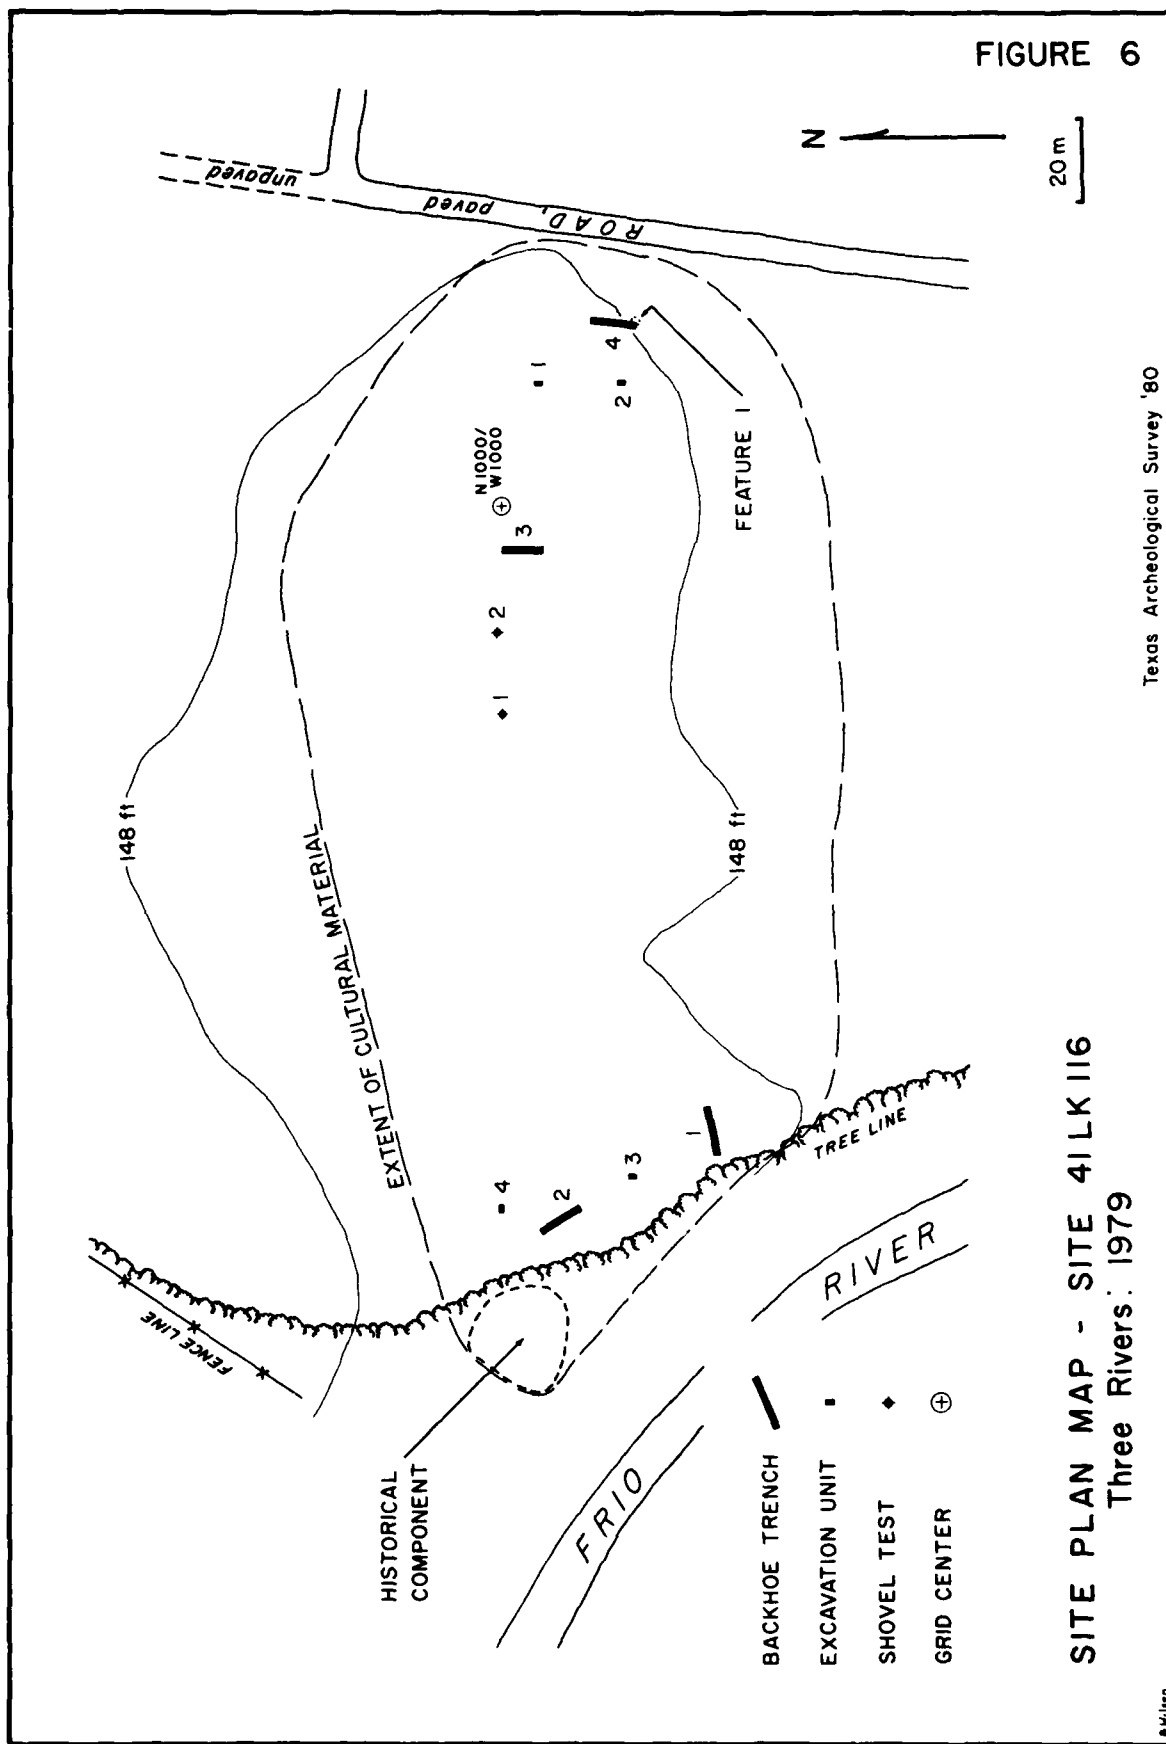 FIGURE 6
unpaved
paved
ROAD,
N
20 m
148 ft
EXTENT OF CULTURAL MATERIAL
N1000/
W1000
1
2
3
4
1
2
FEATURE 1
148 ft
4
2
3
1
TREE LINE
FENCE LINE
HISTORICAL
COMPONENT
FRIO RIVER
BACKHOE TRENCH
EXCAVATION UNIT
SHOVEL TEST
GRID CENTER
SITE PLAN MAP - SITE 41 LK 116
Three Rivers: 1979
Texas Archeological Survey '80